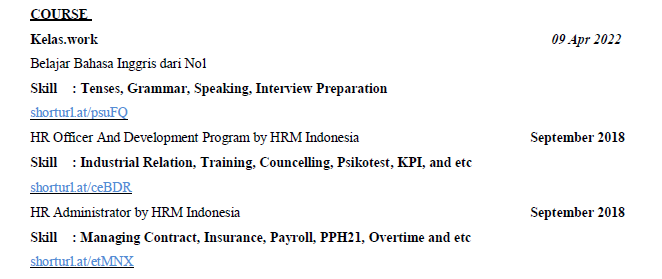 COURSE
Kelas.work 09 Apr 2022
Belajar Bahasa Inggris dari No1
Skill : Tenses, Grammar, Speaking, Interview Preparation
shorturl.at/psuFQ
HR Officer And Development Program by HRM Indonesia September 2018
Skill : Industrial Relation, Training, Councelling, Psikotest, KPI, and etc
shorturl.at/ceBDR
HR Administrator by HRM Indonesia September 2018
Skill : Managing Contract, Insurance, Payroll, PPH21, Overtime and etc
shorturl.at/etMNX